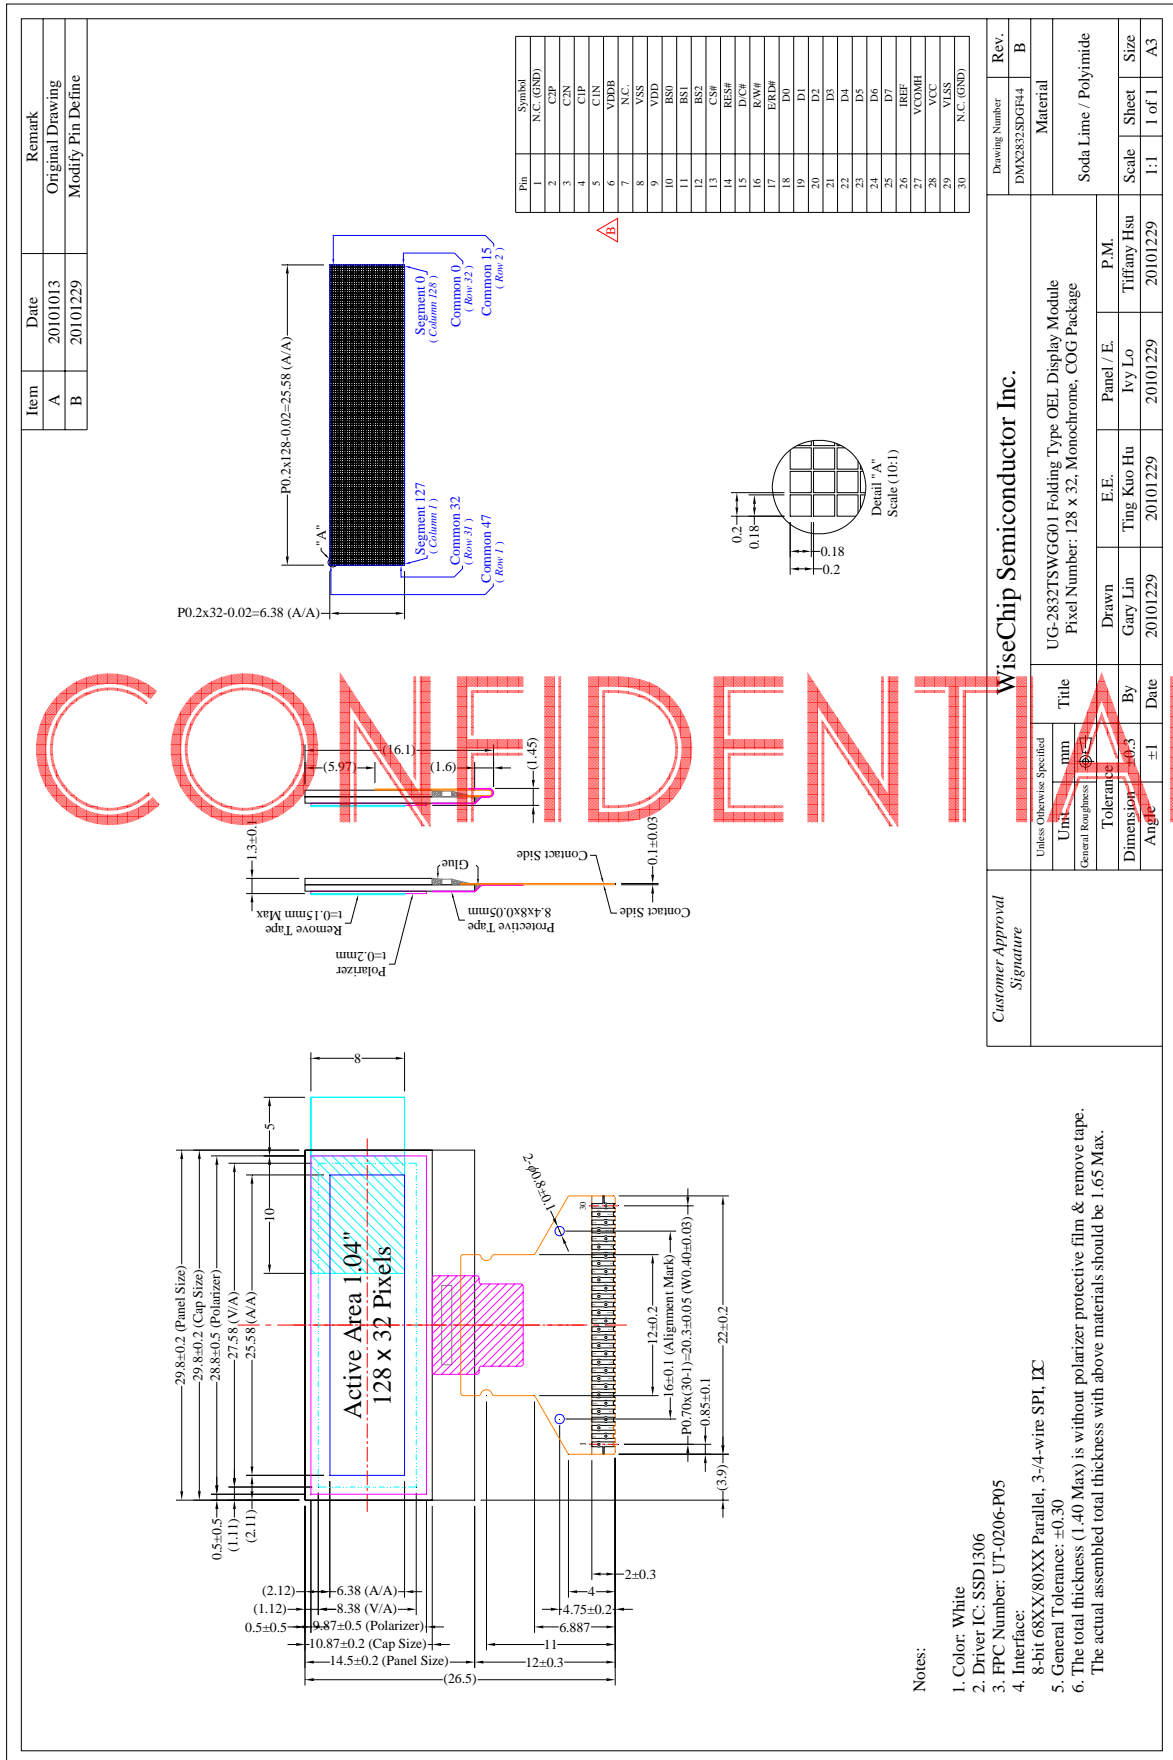 Item Date Remark
A 20101013 Original Drawing
B 20101229 Modify Pin Define
29.8±0.2 (Panel Size)
29.8±0.2 (Cap Size)
28.8±0.5 (Polarizer)
27.58 (V/A)
25.58 (A/A)
0.5±0.5
(1.11)
(2.11)
10
5
8
Active Area 1.04"
128 x 32 Pixels
(2.12)
6.38 (A/A)
(1.12)
8.38 (V/A)
0.5±0.5
9.87±0.5 (Polarizer)
10.87±0.2 (Cap Size)
14.5±0.2 (Panel Size)
(26.5)
2±0.3
4
4.75±0.2
6.887
11
12±0.3
1
30
12±0.2
16±0.1 (Alignment Mark)
P0.70x(30-1)=20.3±0.05 (W0.40±0.03)
0.85±0.1
22±0.2
(3.9)
Polarizer
t=0.2mm
Remove Tape
t=0.15mm Max
1.3±0.1
Protective Tape
8.4x8x0.05mm
Glue
Contact Side
Contact Side
0.1±0.03
(16.1)
(5.97)
(1.6)
(1.45)
P0.2x128-0.02=25.58 (A/A)
P0.2x32-0.02=6.38 (A/A)
"A"
Segment 127
( Column 1 )
Common 32
( Row 31 )
Common 47
( Row 1 )
Segment 0
( Column 128 )
Common 0
( Row 32 )
Common 15
( Row 2 )
0.2
0.18
0.18
0.2
Detail "A"
Scale (10:1)
B
Pin Symbol
1 N.C. (GND)
2 C2P
3 C2N
4 C1P
5 C1N
6 VDDB
7 N.C.
8 VSS
9 VDD
10 BS0
11 BS1
12 BS2
13 CS#
14 RES#
15 D/C#
16 R/W#
17 E/RD#
18 D0
19 D1
20 D2
21 D3
22 D4
23 D5
24 D6
25 D7
26 IREF
27 VCOMH
28 VCC
29 VLSS
30 N.C. (GND)
CONFIDENTIAL
Notes:
1. Color: White
2. Driver IC: SSD1306
3. FPC Number: UT-0206-P05
4. Interface:
8-bit 68XX/80XX Parallel, 3-/4-wire SPI, I2C
5. General Tolerance: ±0.30
6. The total thickness (1.40 Max) is without polarizer protective film & remove tape.
The actual assembled total thickness with above materials should be 1.65 Max.
Customer Approval
Signature
WiseChip Semiconductor Inc.
Drawing Number Rev.
DMX2832SDGF44 B
Unless Otherwise Specified
Unit mm
General Roughness
Tolerance
Dimension ±0.3
Angle ±1
Title
UG-2832TSWGG01 Folding Type OEL Display Module
Pixel Number: 128 x 32, Monochrome, COG Package
Material
Soda Lime / Polyimide
Drawn E.E. Panel / E. P.M.
By Gary Lin Ting Kuo Hu Ivy Lo Tiffany Hsu
Date 20101229 20101229 20101229 20101229
Scale Sheet Size
1:1 1 of 1 A3